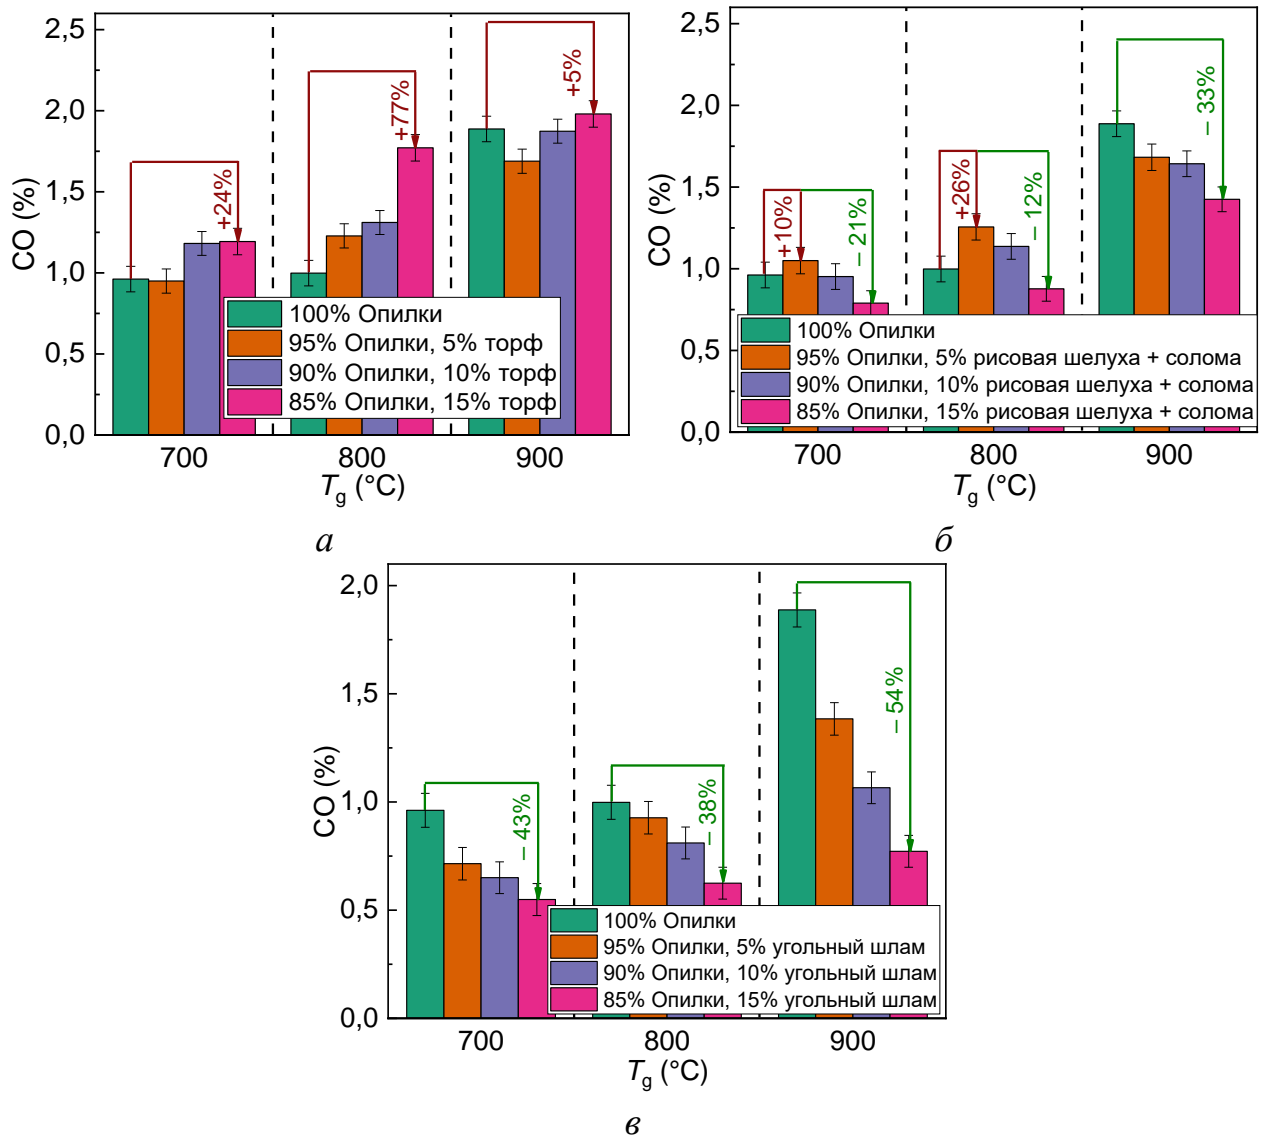 2,5
2,0
1,5
1,0
0,5
0,0
CO (%)
+24%
+77%
+5%
100% Опилки
95% Опилки, 5% торф
90% Опилки, 10% торф
85% Опилки, 15% торф
700
800
900
Tg (°C)
а
2,5
2,0
1,5
1,0
0,5
0,0
CO (%)
+10%
– 21%
+26%
– 12%
– 33%
100% Опилки
95% Опилки, 5% рисовая шелуха + солома
90% Опилки, 10% рисовая шелуха + солома
85% Опилки, 15% рисовая шелуха + солома
700
800
900
Tg (°C)
б
2,0
1,5
1,0
0,5
0,0
CO (%)
– 43%
– 38%
– 54%
100% Опилки
95% Опилки, 5% угольный шлам
90% Опилки, 10% угольный шлам
85% Опилки, 15% угольный шлам
700
800
900
Tg (°C)
в